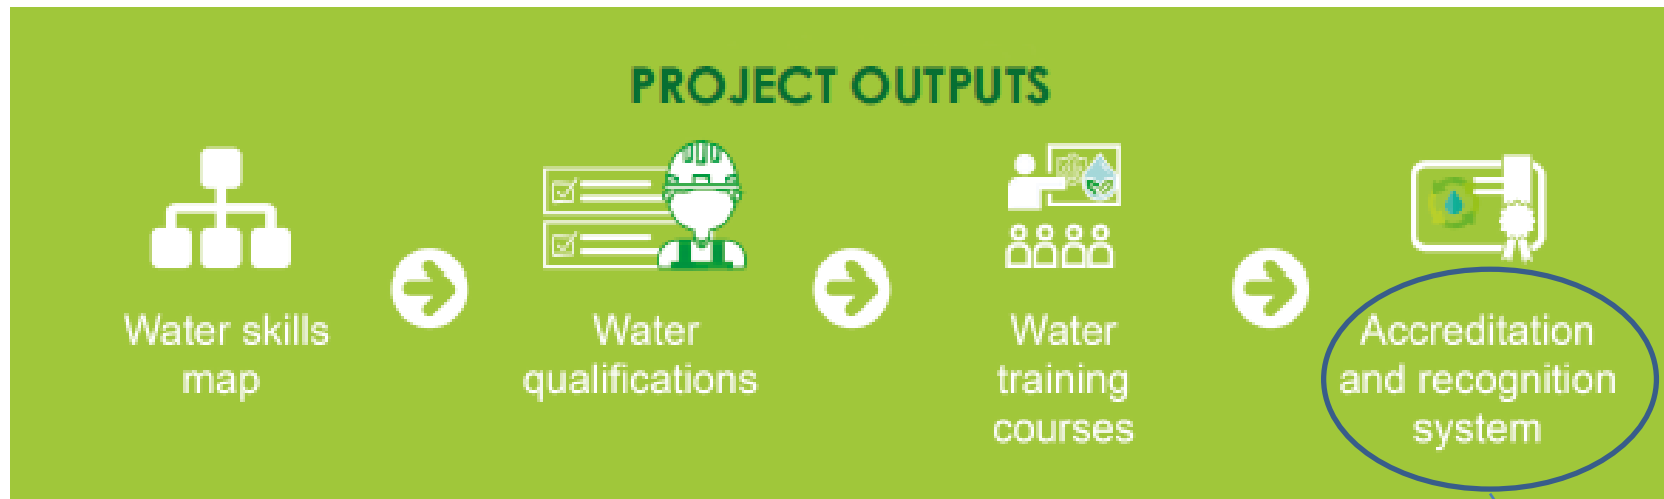 PROJECT OUTPUTS
Water skills
map
Water
qualifications
Water
training
courses
Accreditation
and recognition
system